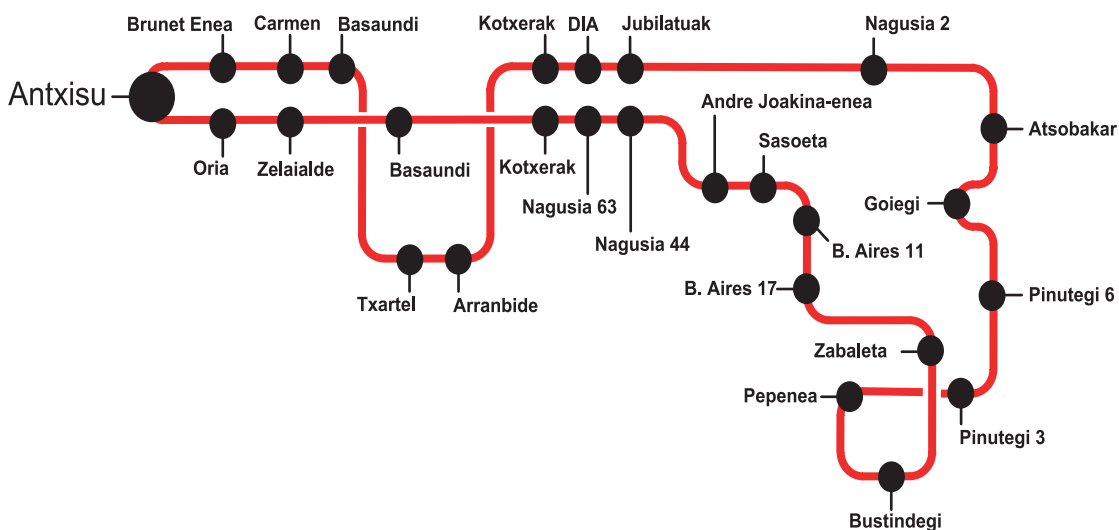 Brunet Enea
Carmen
Basaundi
Kotxerak
DIA
Jubilatuak
Nagusia 2
Antxisu
Andre Joakina-enea
Atsobakar
Sasoeta
Oria
Zelaialde
Basaundi
Kotxerak
Nagusia 63
Goiegi
Nagusia 44
B. Aires 11
B. Aires 17
Pinutegi 6
Txartel
Arranbide
Zabaleta
Pepenea
Pinutegi 3
Bustindegi